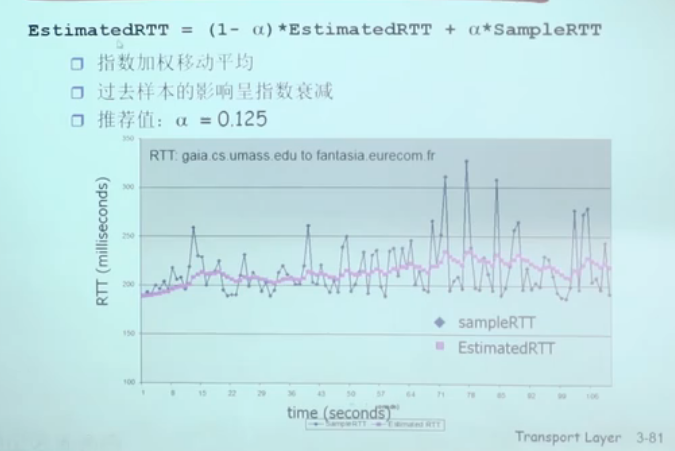 EstimatedRTT = (1- α)*EstimatedRTT + α*SampleRTT
指数加权移动平均
过去样本的影响呈指数衰减
推荐值：α = 0.125
RTT: gaia.cs.umass.edu to fantasia.eurecom.fr
RTT (milliseconds)
350
300
250
200
150
100
sampleRTT
EstimatedRTT
1 8 15 22 29 36 43 50 57 64 71 78 85 92 99 106
time (seconds)
SampleRTT Estimated RTT
Transport Layer 3-81